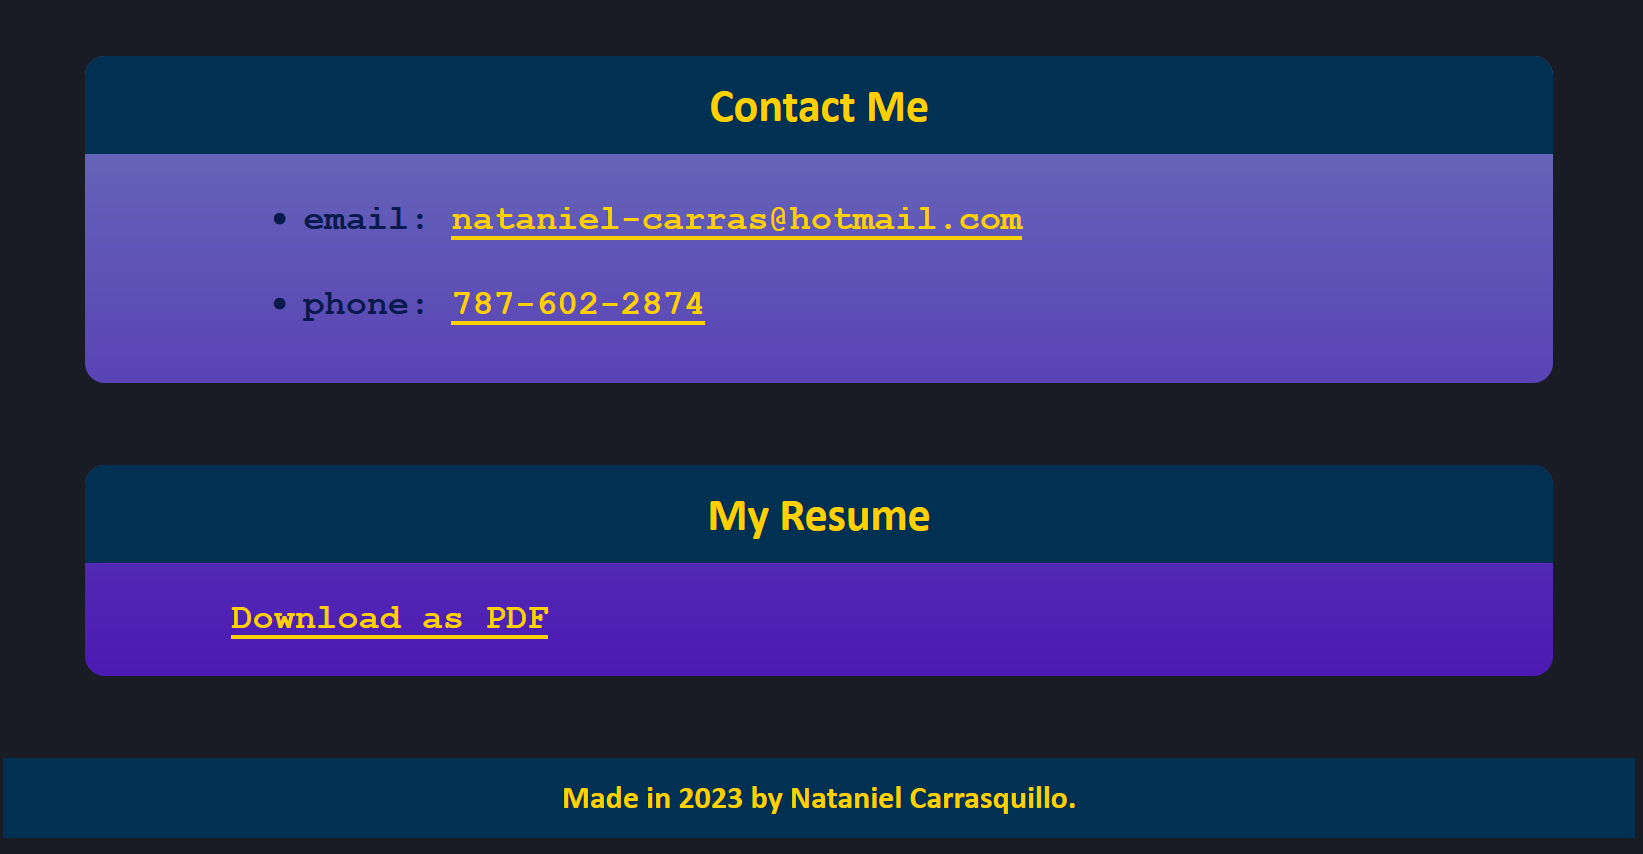 Contact Me
• email: nataniel-carras@hotmail.com
• phone: 787-602-2874
My Resume
Download as PDF
Made in 2023 by Nataniel Carrasquillo.